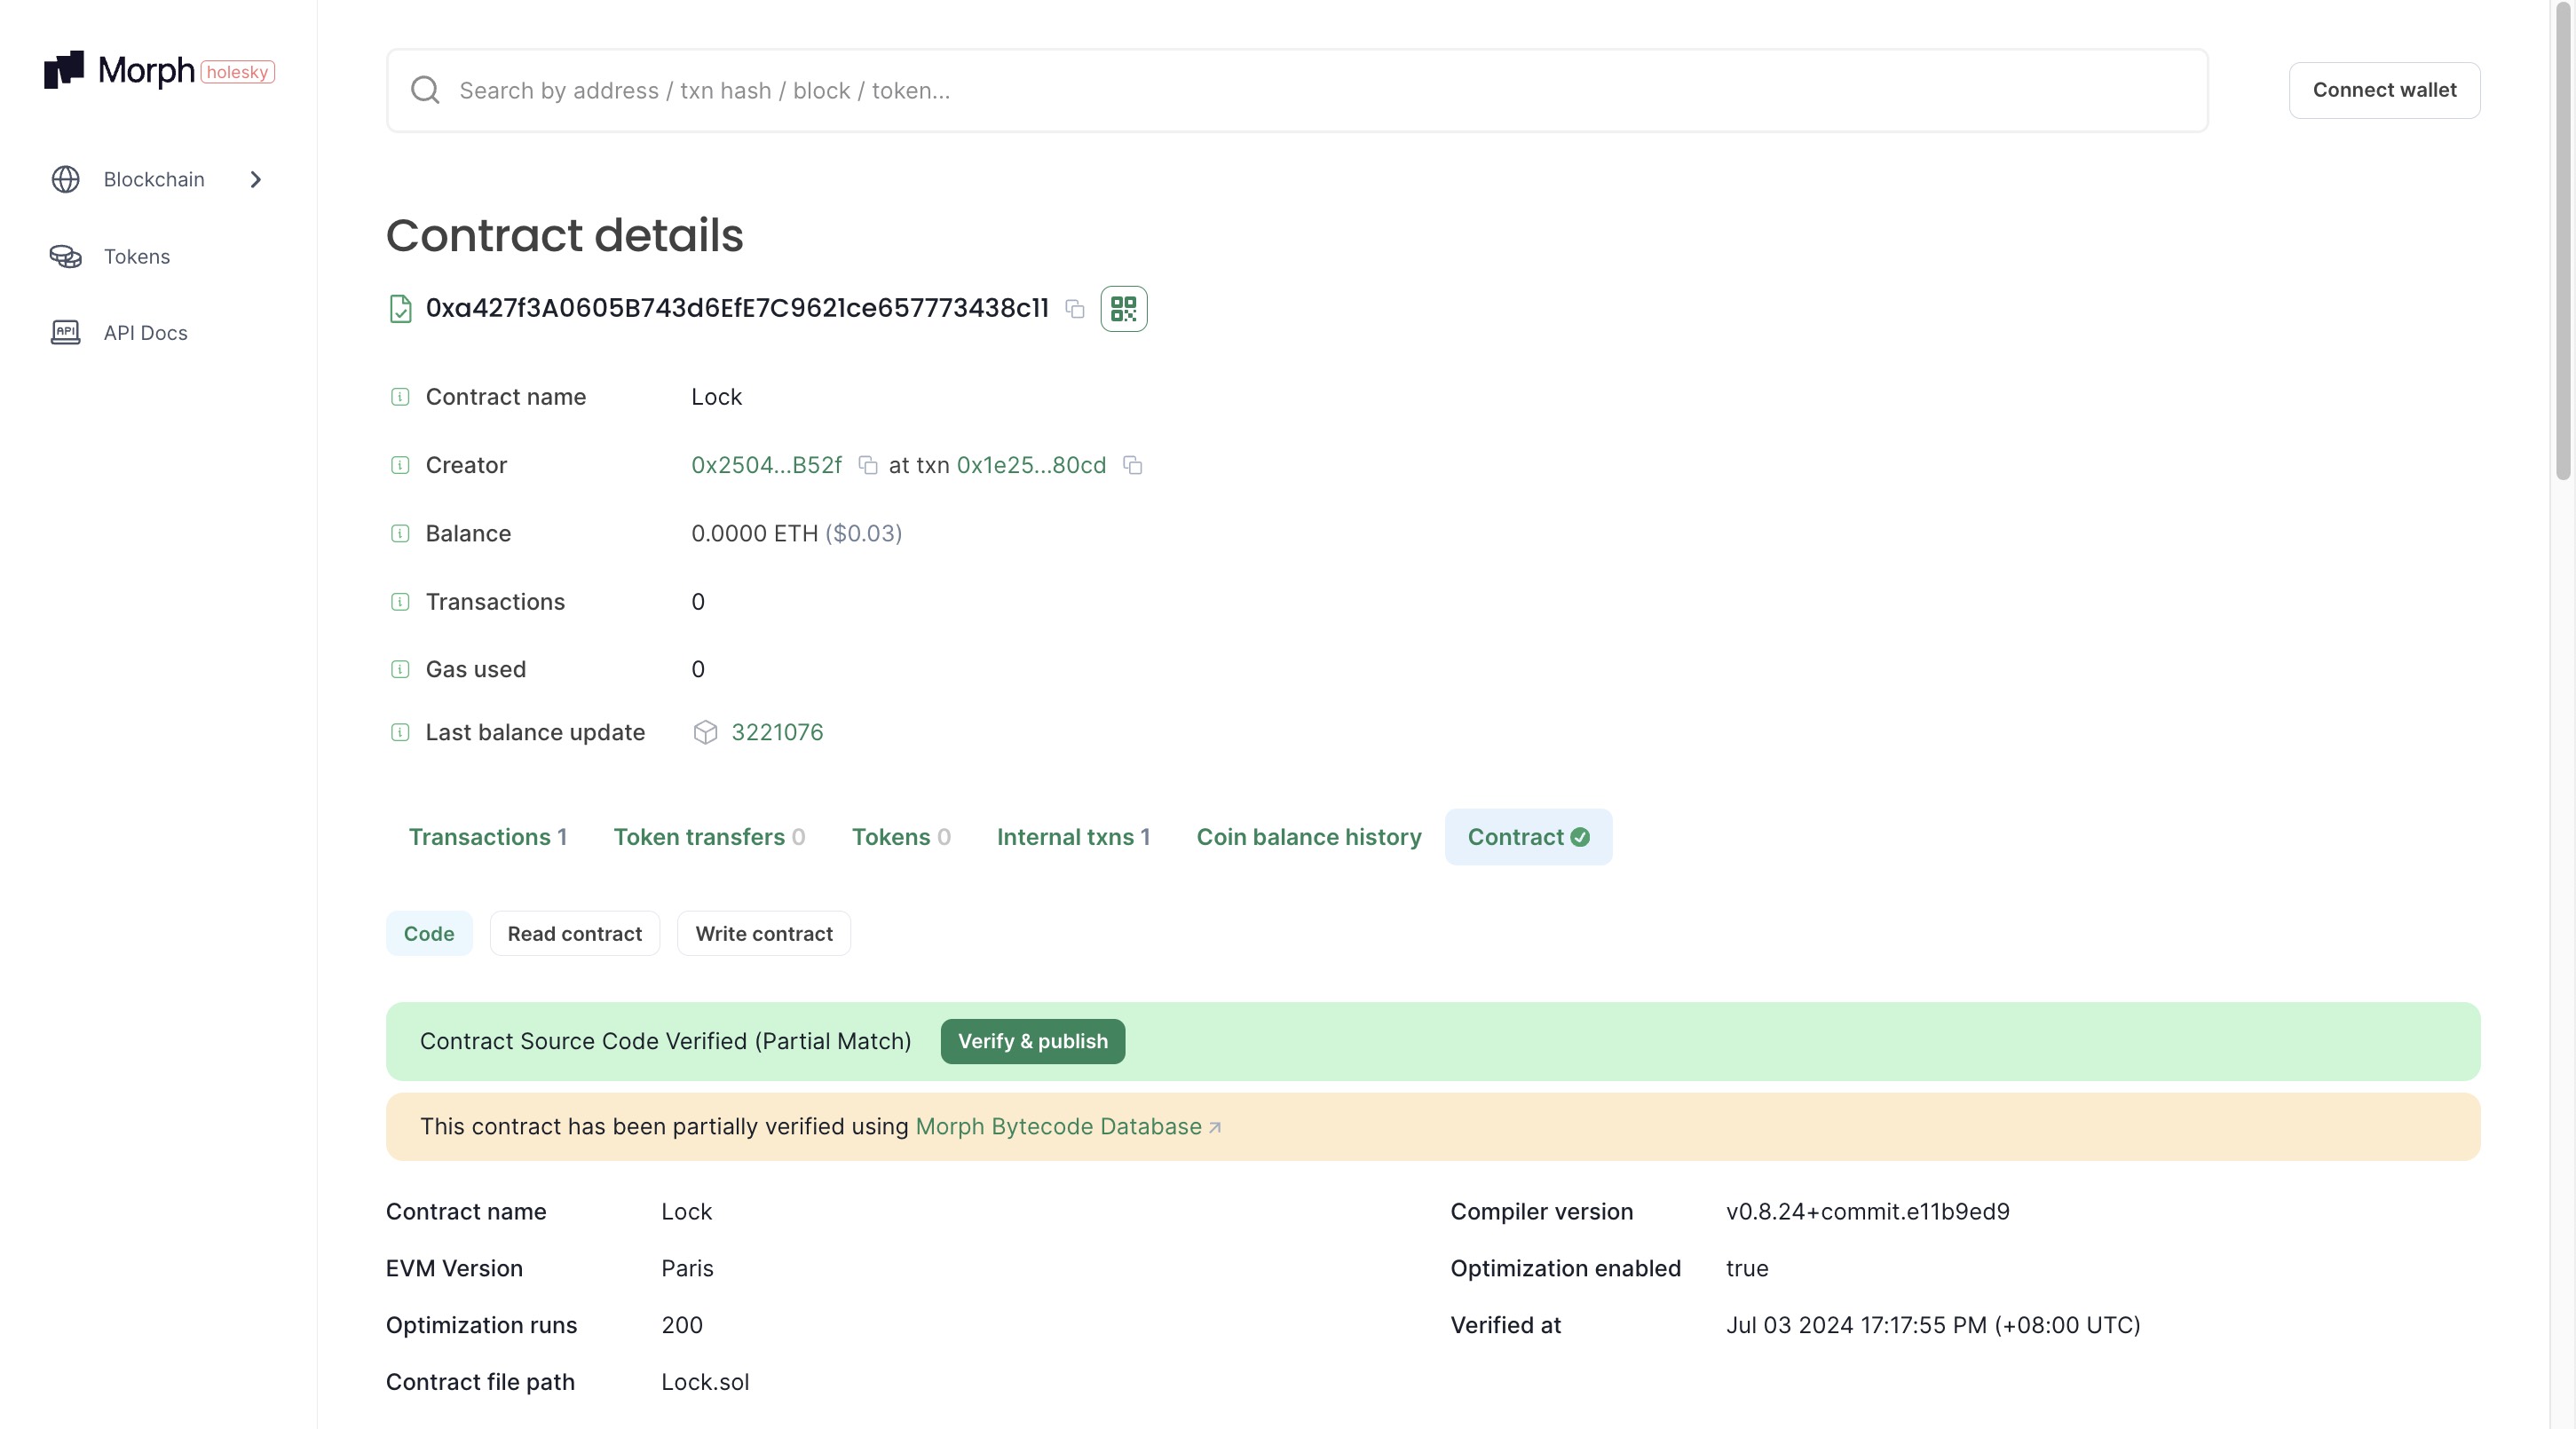 Morph holesky
Search by address / txn hash / block / token...
Connect wallet
Blockchain
Tokens
API Docs
Contract details
0xa427f3A0605B743d6EfE7C9621ce657773438c11
Contract name Lock
Creator 0x2504...B52f at txn 0x1e25...80cd
Balance 0.0000 ETH ($0.03)
Transactions 0
Gas used 0
Last balance update 3221076
Transactions 1 Token transfers 0 Tokens 0 Internal txns 1 Coin balance history Contract
Code Read contract Write contract
Contract Source Code Verified (Partial Match) Verify & publish
This contract has been partially verified using Morph Bytecode Database
Contract name Lock Compiler version v0.8.24+commit.e11b9ed9
EVM Version Paris Optimization enabled true
Optimization runs 200 Verified at Jul 03 2024 17:17:55 PM (+08:00 UTC)
Contract file path Lock.sol